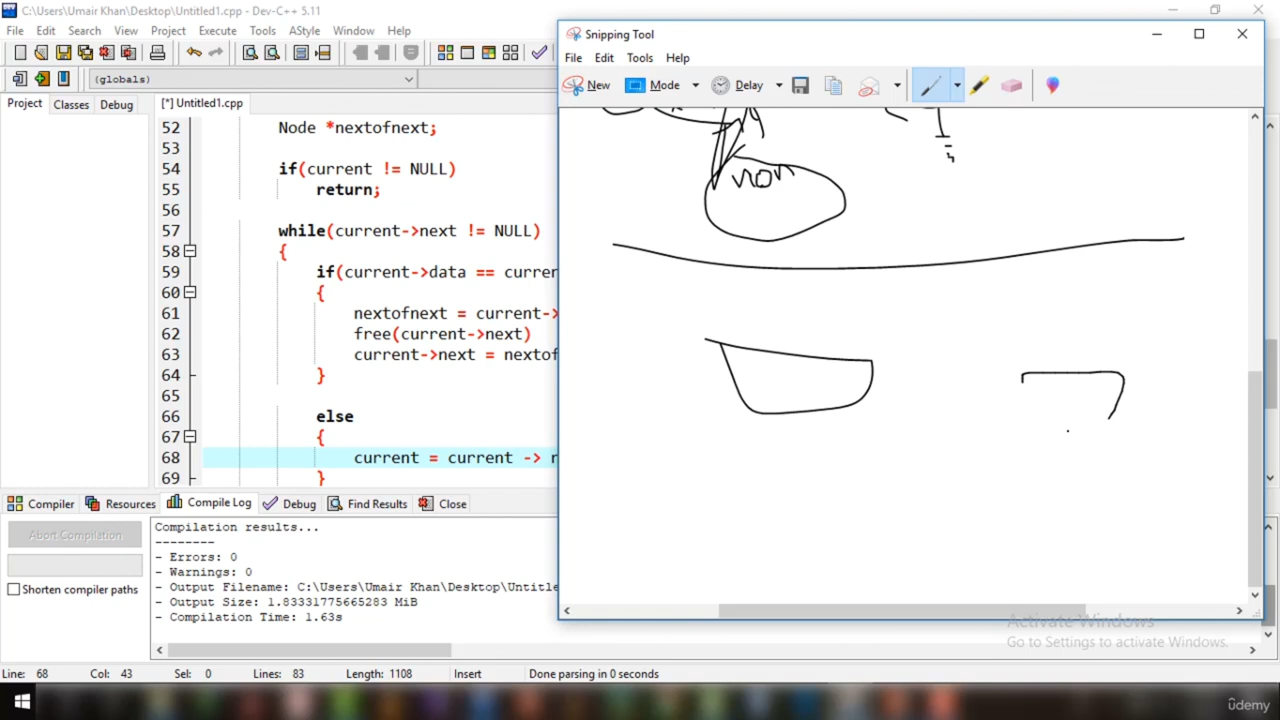 C:\Users\Umair Khan\Desktop\Untitled1.cpp - Dev-C++ 5.11
File Edit Search View Project Execute Tools AStyle Window Help
(globals)
Project Classes Debug
[*] Untitled1.cpp
52 Node *nextofnext;
53
54 if(current != NULL)
55 return;
56
57 while(current->next != NULL)
58 {
59 if(current->data == curren
60 {
61 nextofnext = current->
62 free(current->next)
63 current->next = nextof
64 }
65
66 else
67 {
68 current = current -> n
69 }
Snipping Tool
File Edit Tools Help
New Mode Delay
non
Compiler Resources Compile Log Debug Find Results Close
Abort Compilation
Shorten compiler paths
Compilation results...
--------
- Errors: 0
- Warnings: 0
- Output Filename: C:\Users\Umair Khan\Desktop\Untitle
- Output Size: 1.83331775665283 MiB
- Compilation Time: 1.63s
Activate Windows
Go to Settings to activate Windows.
Line: 68 Col: 43 Sel: 0 Lines: 83 Length: 1108 Insert Done parsing in 0 seconds
ûdemy